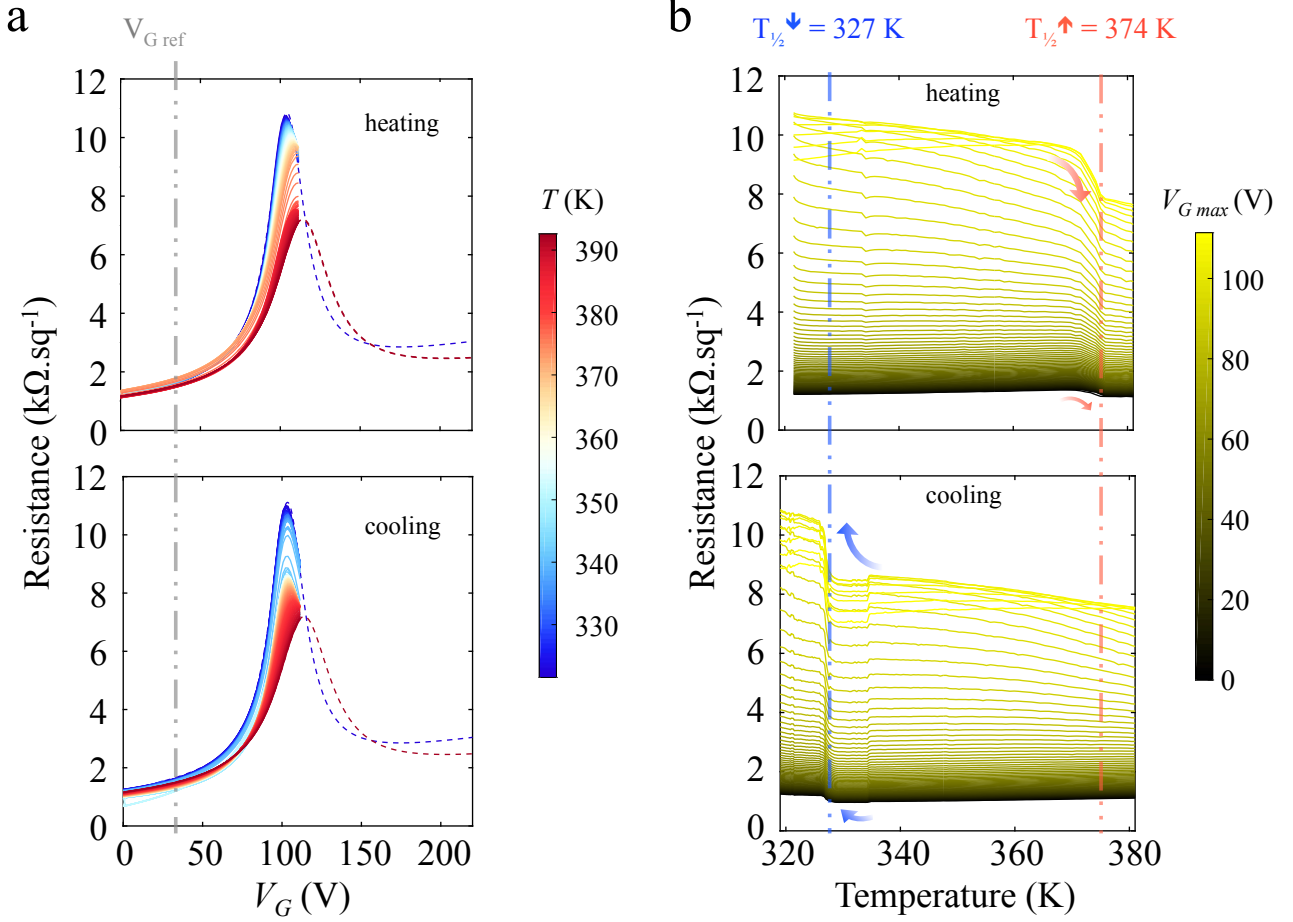 a
V_G ref
12
10
8
6
4
2
0
heating
12
10
8
6
4
2
0
cooling
0 50 100 150 200
V_G (V)
Resistance (kΩ.sq⁻¹)
T (K)
390
380
370
360
350
340
330
b
T_½ 🡳 = 327 K
T_½ 🡱 = 374 K
12
10
8
6
4
2
0
heating
12
10
8
6
4
2
0
cooling
320 340 360 380
Temperature (K)
Resistance (kΩ.sq⁻¹)
V_G max (V)
100
80
60
40
20
0